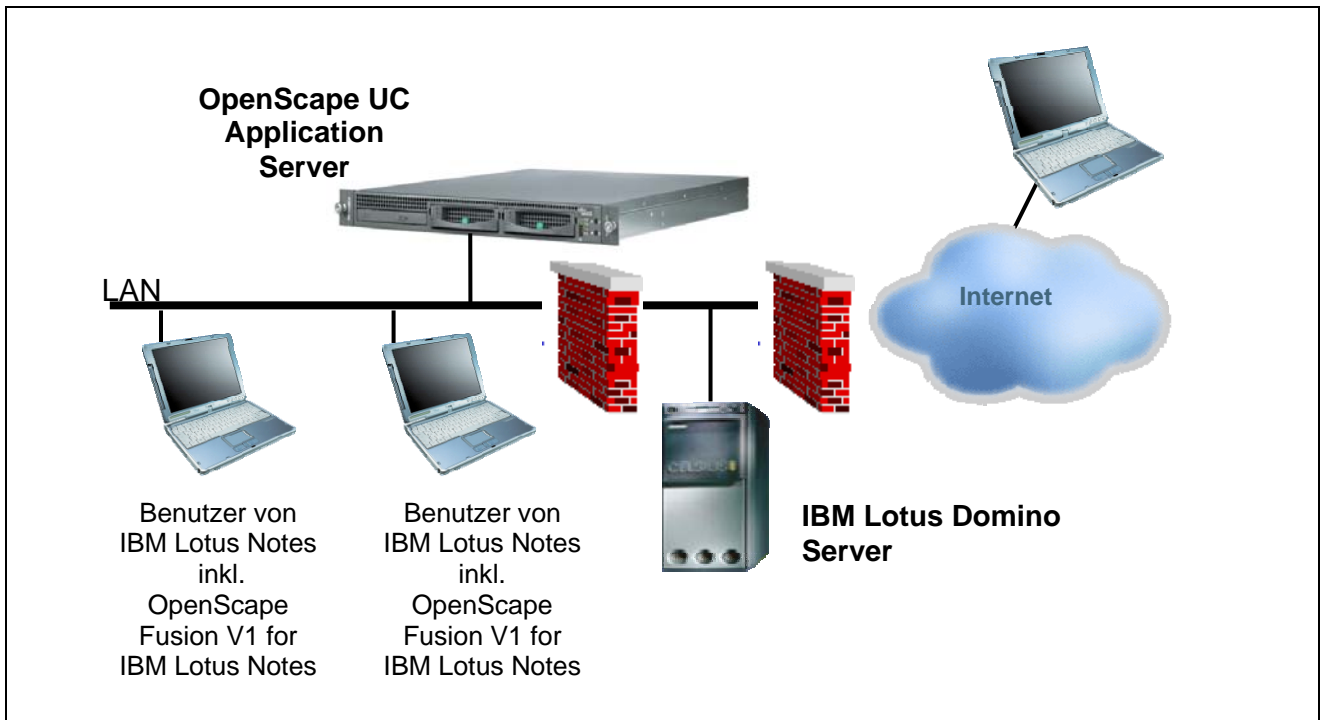 OpenScape UC
Application
Server
LAN
Internet
Benutzer von
IBM Lotus Notes
inkl.
OpenScape
Fusion V1 for
IBM Lotus Notes
Benutzer von
IBM Lotus Notes
inkl.
OpenScape
Fusion V1 for
IBM Lotus Notes
IBM Lotus Domino
Server